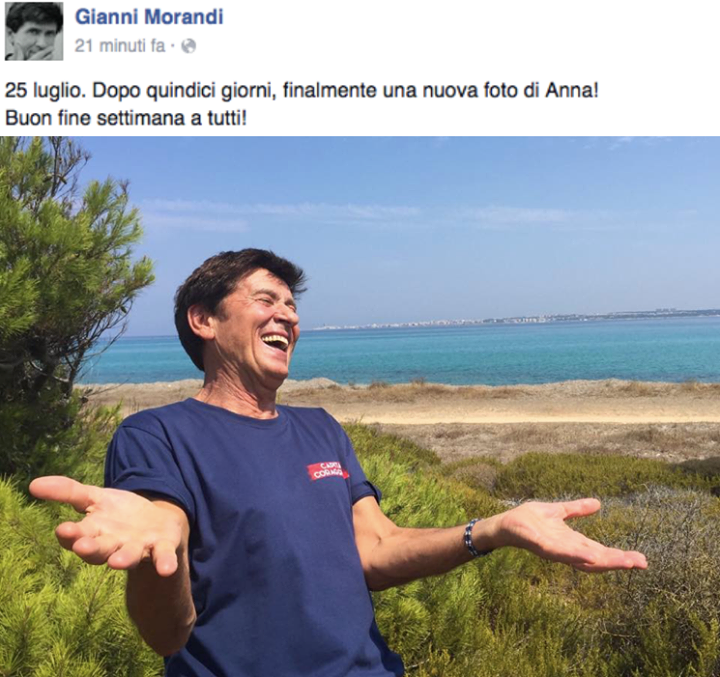 Gianni Morandi
21 minuti fa ·
25 luglio. Dopo quindici giorni, finalmente una nuova foto di Anna!
Buon fine settimana a tutti!